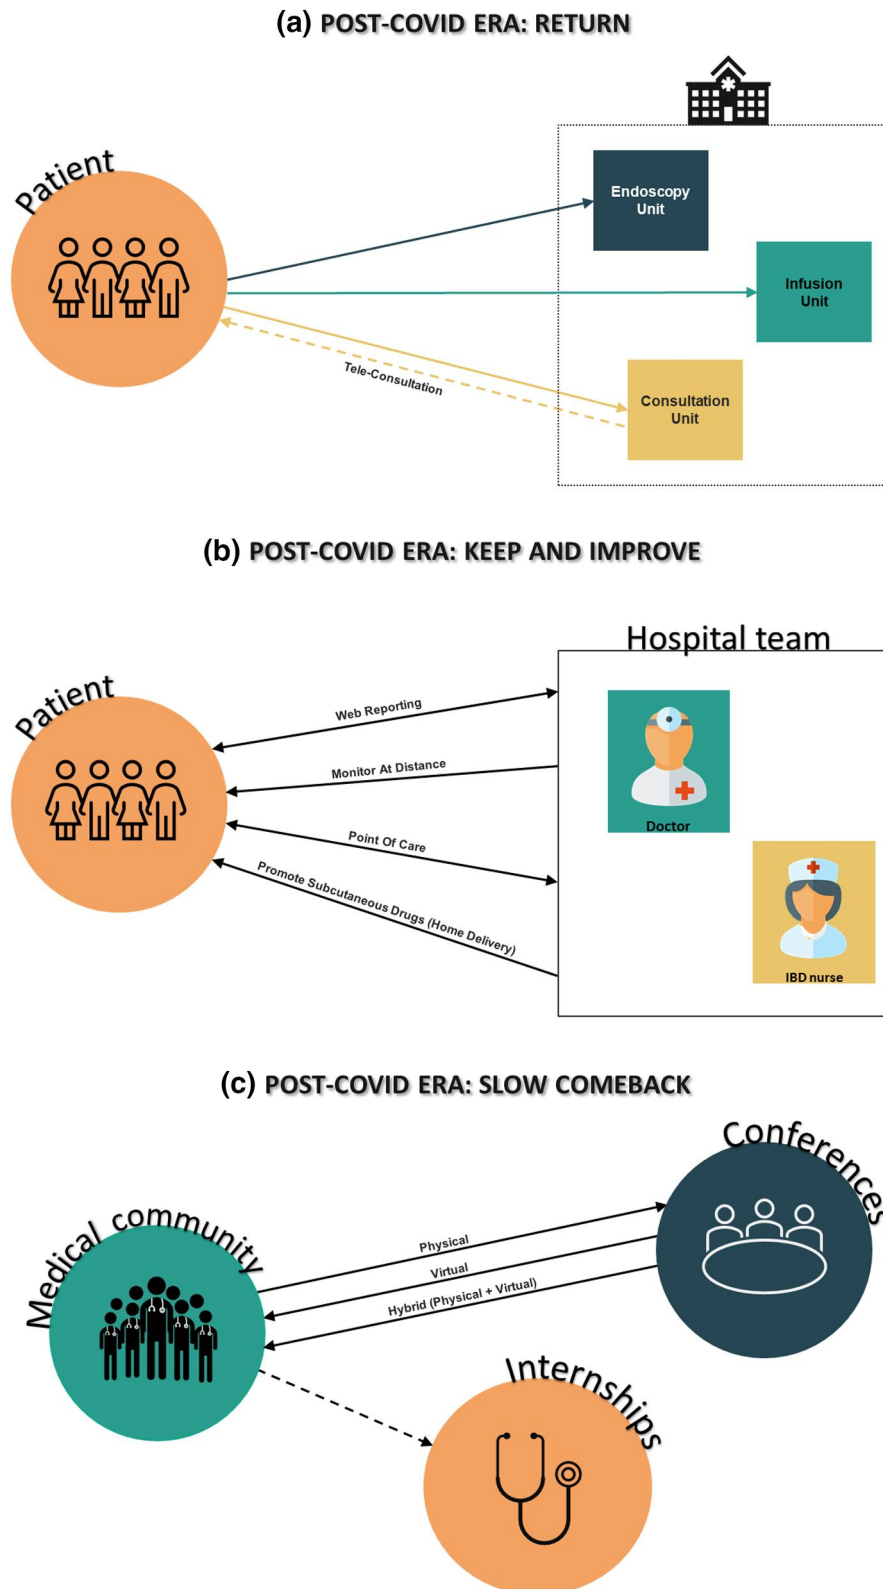 (a) POST-COVID ERA: RETURN
Patient
Endoscopy
Unit
Infusion
Unit
Tele-Consultation
Consultation
Unit
(b) POST-COVID ERA: KEEP AND IMPROVE
Hospital team
Patient
Web Reporting
Monitor At Distance
Point Of Care
Promote Subcutaneous Drugs (Home Delivery)
Doctor
IBD nurse
(c) POST-COVID ERA: SLOW COMEBACK
Conferences
Medical community
Physical
Virtual
Hybrid (Physical + Virtual)
Internships